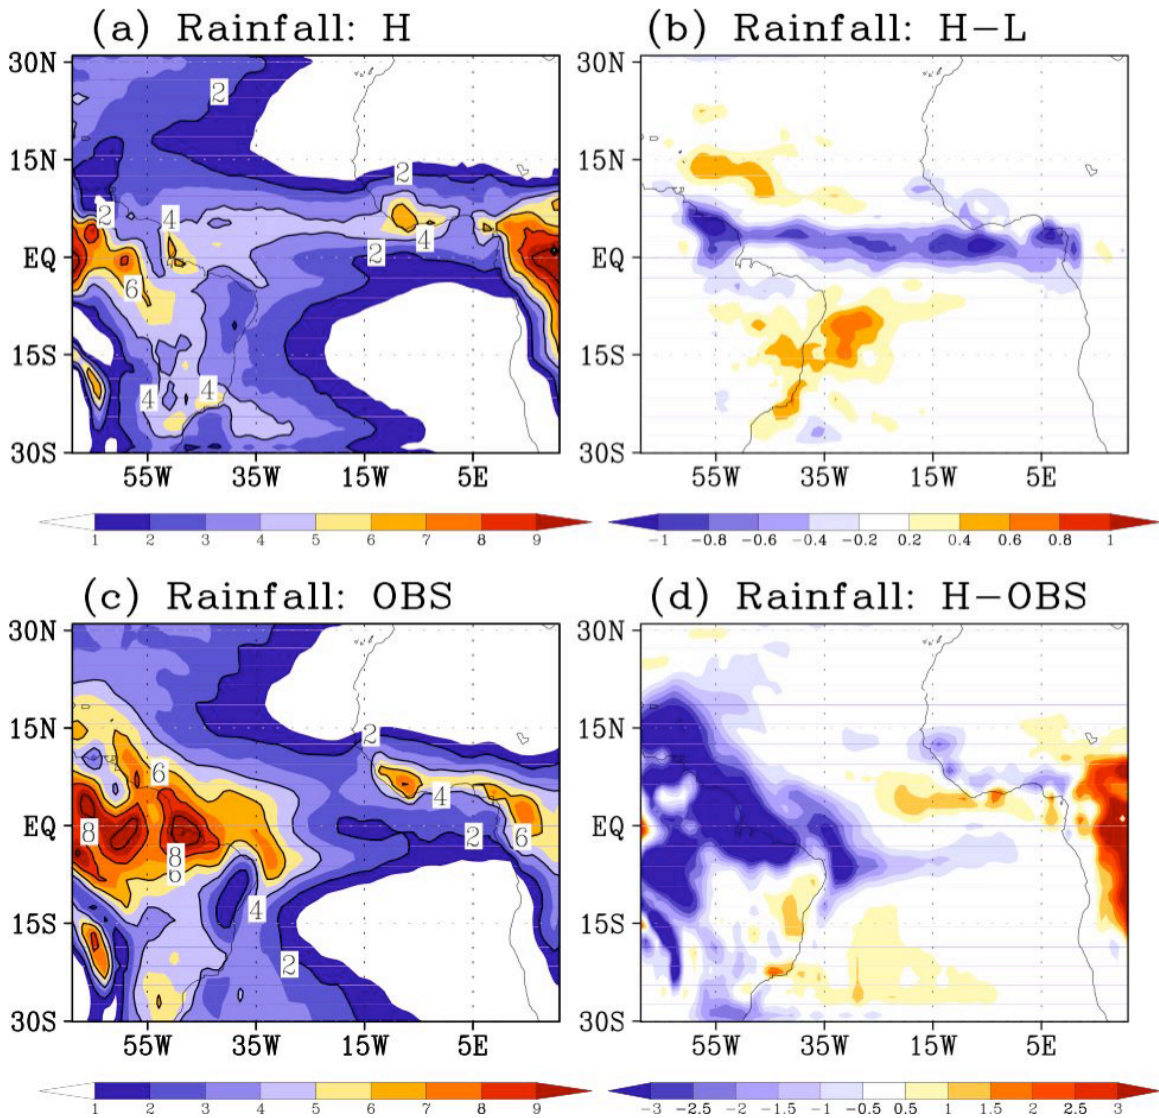 (a) Rainfall: H
30N
15N
EQ
15S
30S
55W 35W 15W 5E
2
2
2
4
4
2
6
4
4
1 2 3 4 5 6 7 8 9
(b) Rainfall: H-L
30N
15N
EQ
15S
30S
55W 35W 15W 5E
-1 -0.8 -0.6 -0.4 -0.2 0.2 0.4 0.6 0.8 1
(c) Rainfall: OBS
30N
15N
EQ
15S
30S
55W 35W 15W 5E
2
6
4
8
2
6
8
6
4
2
1 2 3 4 5 6 7 8 9
(d) Rainfall: H-OBS
30N
15N
EQ
15S
30S
55W 35W 15W 5E
-3 -2.5 -2 -1.5 -1 -0.5 0.5 1 1.5 2 2.5 3